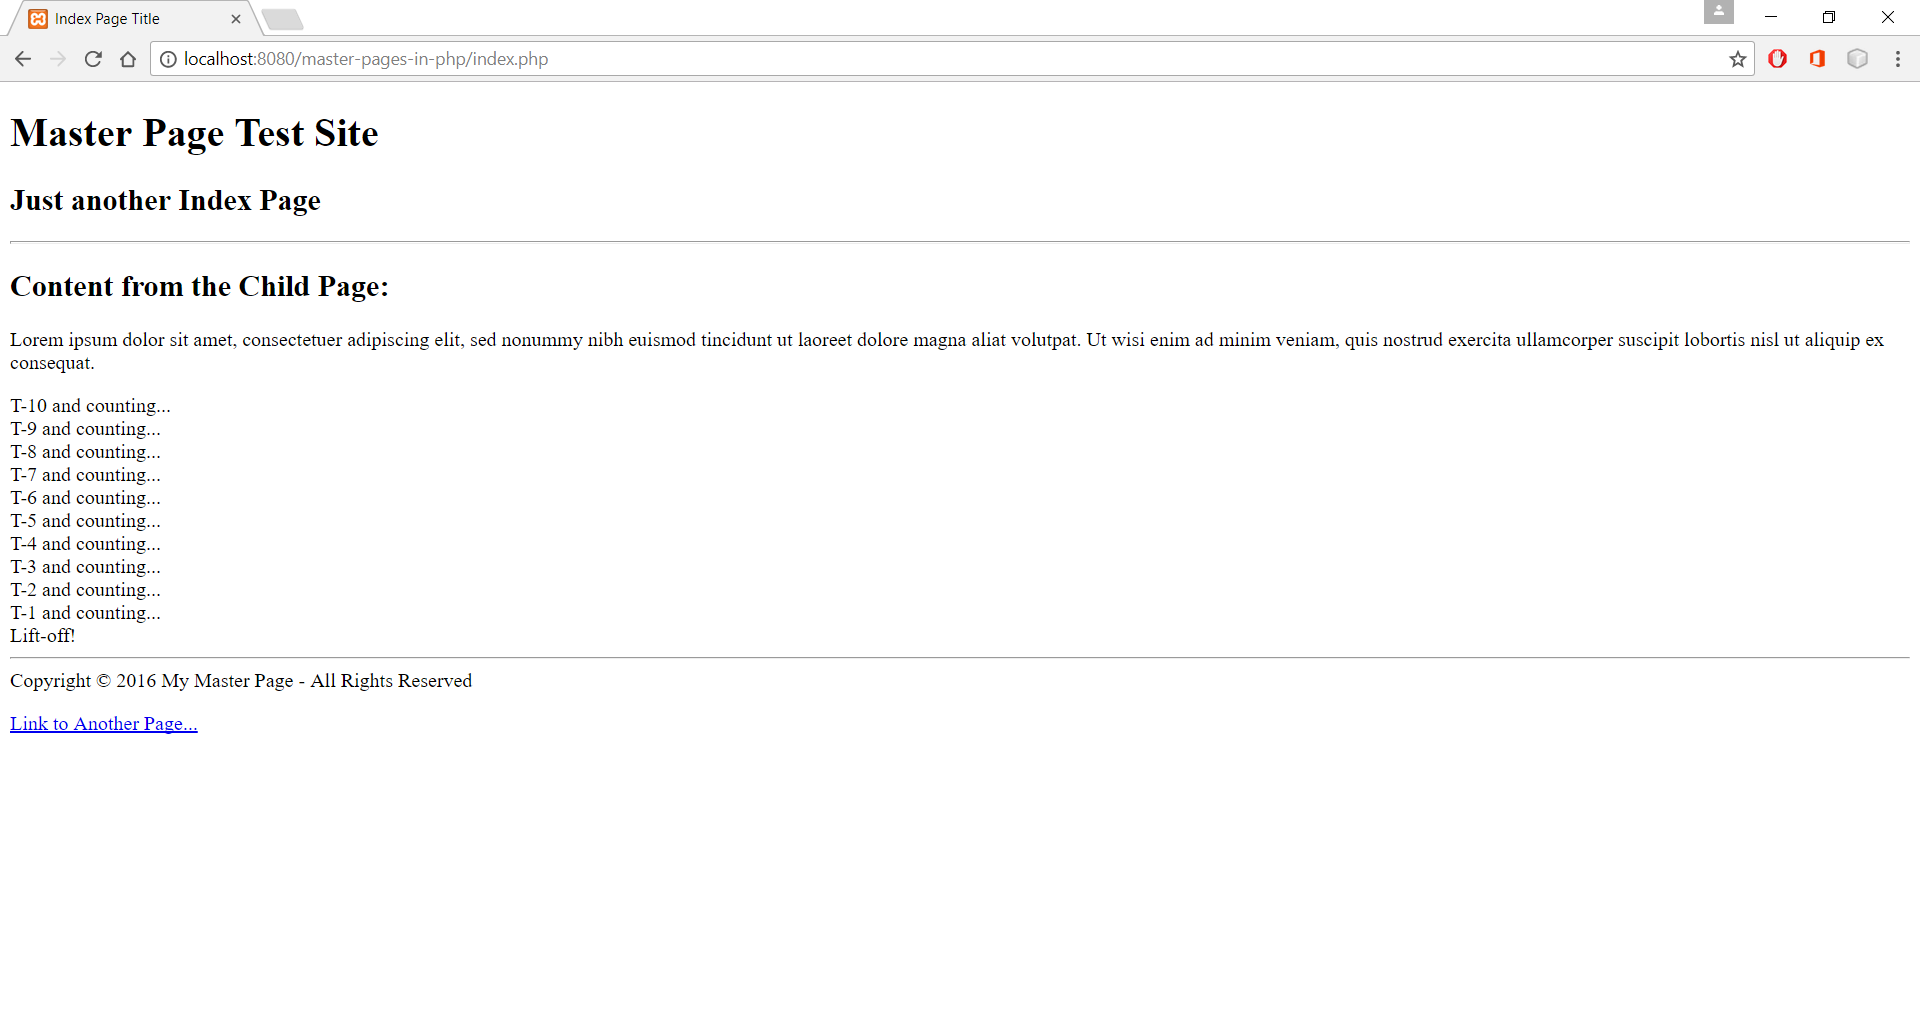 Index Page Title
localhost:8080/master-pages-in-php/index.php
Master Page Test Site
Just another Index Page
Content from the Child Page:
Lorem ipsum dolor sit amet, consectetuer adipiscing elit, sed nonummy nibh euismod tincidunt ut laoreet dolore magna aliat volutpat. Ut wisi enim ad minim veniam, quis nostrud exercita ullamcorper suscipit lobortis nisl ut aliquip ex
consequat.
T-10 and counting...
T-9 and counting...
T-8 and counting...
T-7 and counting...
T-6 and counting...
T-5 and counting...
T-4 and counting...
T-3 and counting...
T-2 and counting...
T-1 and counting...
Lift-off!
Copyright © 2016 My Master Page - All Rights Reserved
Link to Another Page...